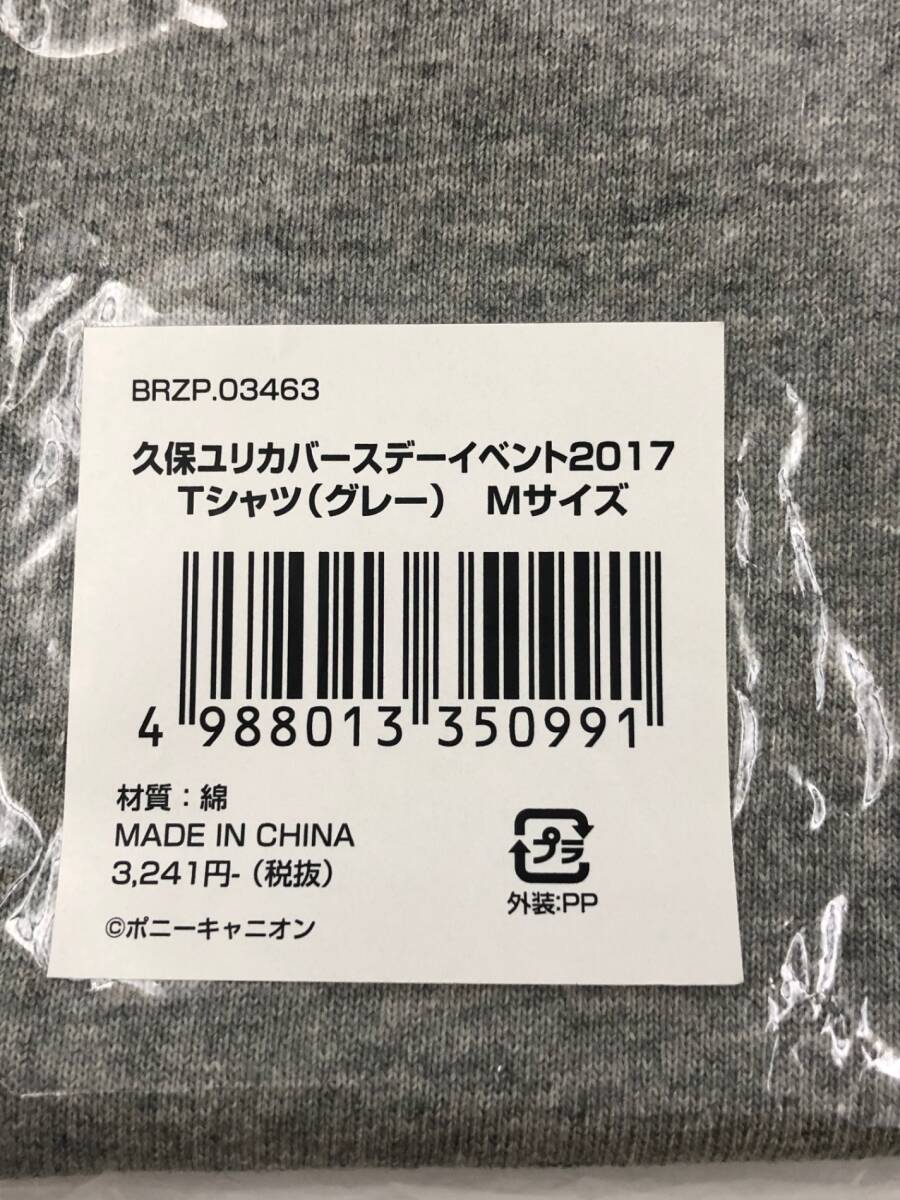 BRZP.03463
久保ユリカバースデーイベント2017
Tシャツ(グレー)　Mサイズ
4 988013 350991
材質：綿
MADE IN CHINA
3,241円-（税抜）
プラ
外装:PP
©ポニーキャニオン